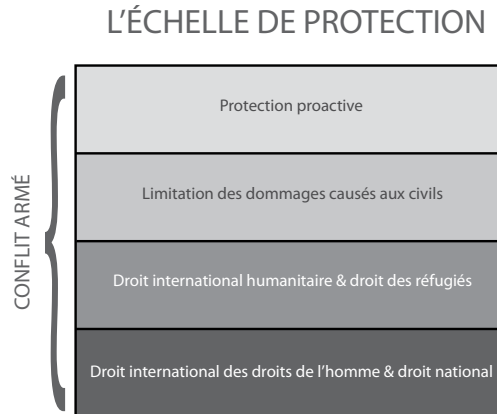 L'ÉCHELLE DE PROTECTION
CONFLIT ARMÉ
Protection proactive
Limitation des dommages causés aux civils
Droit international humanitaire & droit des réfugiés
Droit international des droits de l'homme & droit national